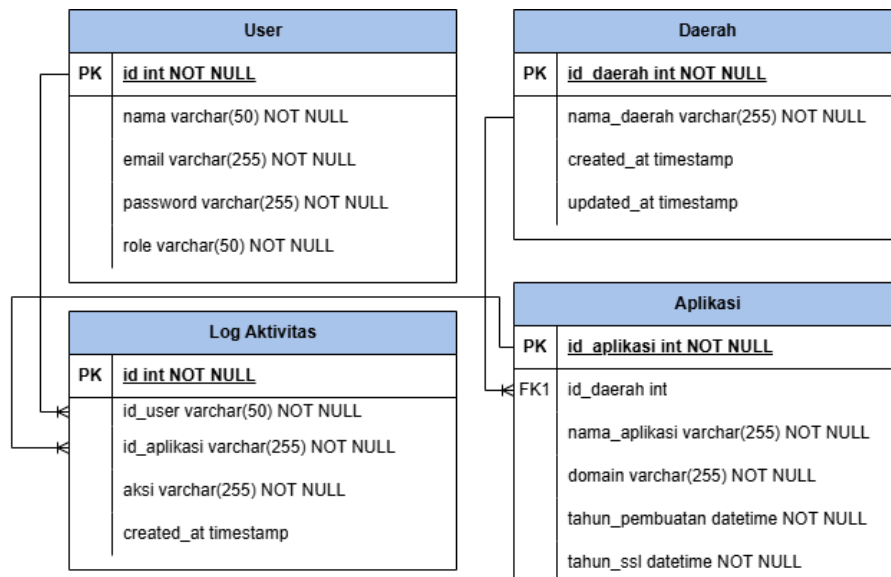 User
PK id int NOT NULL
nama varchar(50) NOT NULL
email varchar(255) NOT NULL
password varchar(255) NOT NULL
role varchar(50) NOT NULL
Daerah
PK id_daerah int NOT NULL
nama_daerah varchar(255) NOT NULL
created_at timestamp
updated_at timestamp
Log Aktivitas
PK id int NOT NULL
id_user varchar(50) NOT NULL
id_aplikasi varchar(255) NOT NULL
aksi varchar(255) NOT NULL
created_at timestamp
Aplikasi
PK id_aplikasi int NOT NULL
FK1 id_daerah int
nama_aplikasi varchar(255) NOT NULL
domain varchar(255) NOT NULL
tahun_pembuatan datetime NOT NULL
tahun_ssl datetime NOT NULL